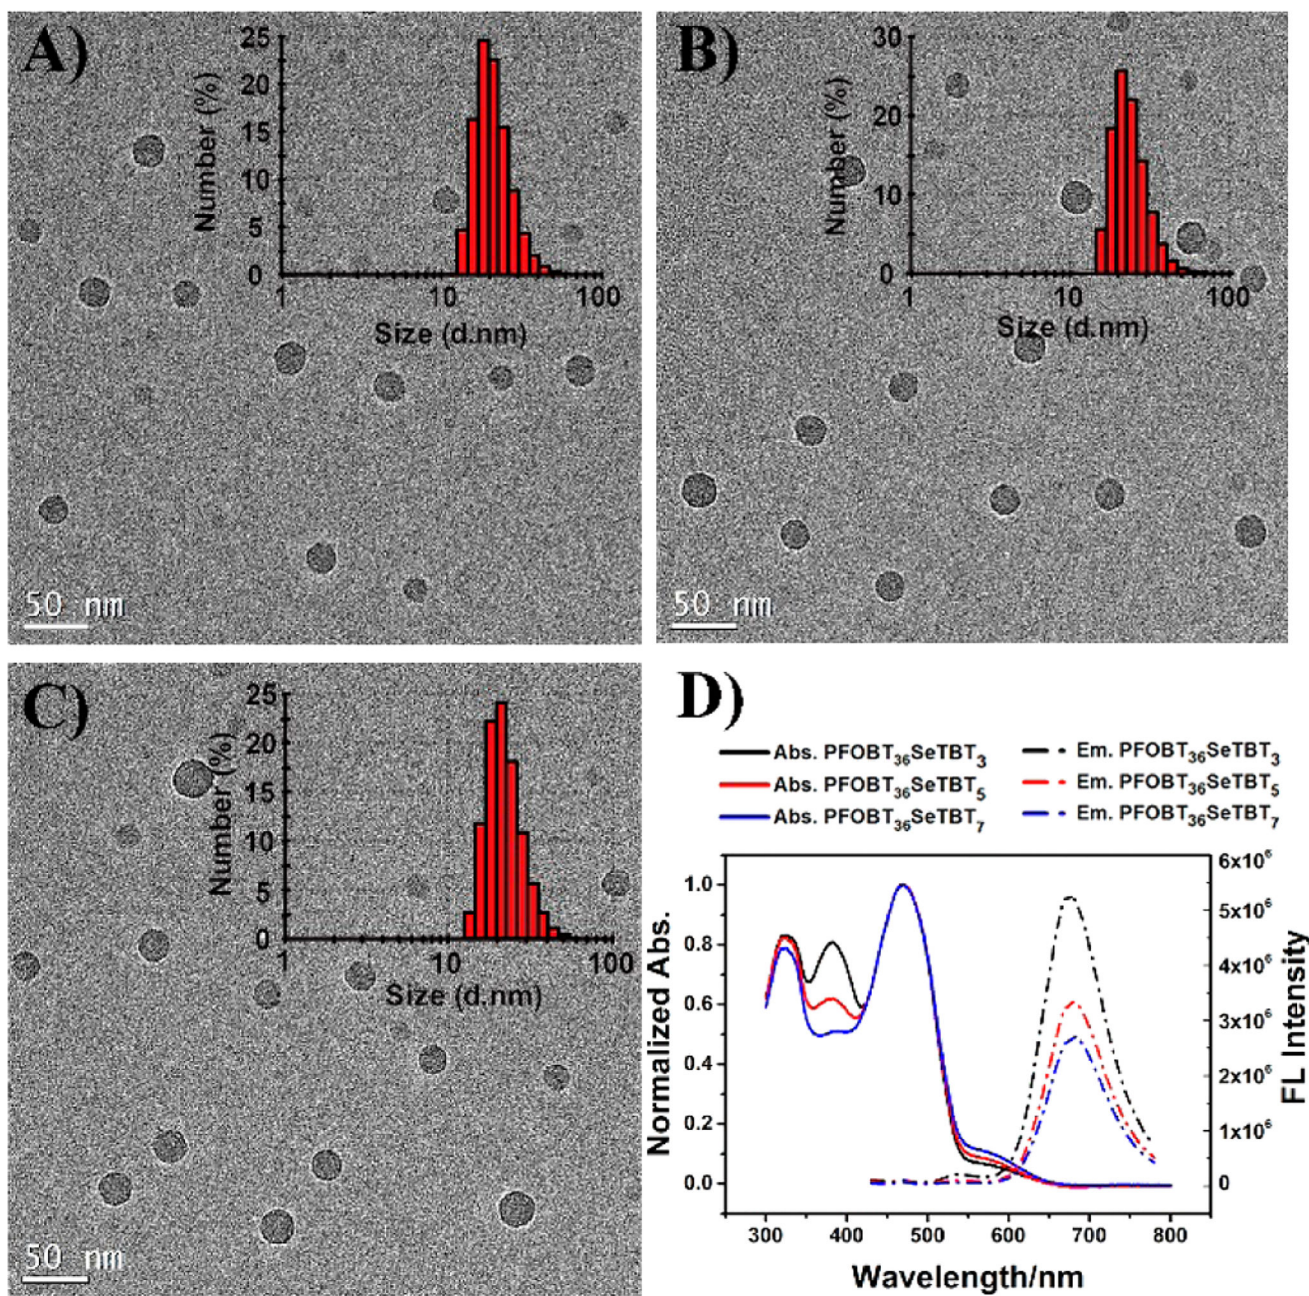 A)
25
20
15
10
5
0
Number (%)
1
10
100
Size (d.nm)
50 nm
B)
30
20
10
0
Number (%)
1
10
100
Size (d.nm)
50 nm
C)
25
20
15
10
5
0
Number (%)
1
10
100
Size (d.nm)
50 nm
D)
Abs. PFOBT₃₆SeTBT₃
Abs. PFOBT₃₆SeTBT₅
Abs. PFOBT₃₆SeTBT₇
Em. PFOBT₃₆SeTBT₃
Em. PFOBT₃₆SeTBT₅
Em. PFOBT₃₆SeTBT₇
Normalized Abs.
1.0
0.8
0.6
0.4
0.2
0.0
6x10⁶
5x10⁶
4x10⁶
3x10⁶
2x10⁶
1x10⁶
0
FL Intensity
300 400 500 600 700 800
Wavelength/nm